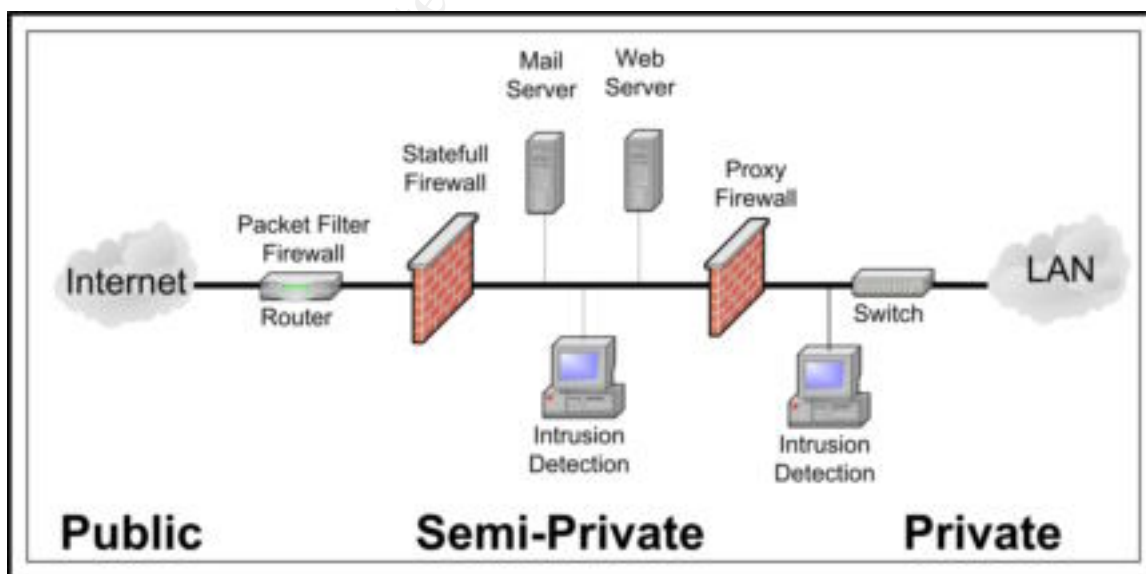 Mail
Server
Web
Server
Statefull
Firewall
Proxy
Firewall
Packet Filter
Firewall
Internet
LAN
Router
Switch
Intrusion
Detection
Intrusion
Detection
Public
Semi-Private
Private